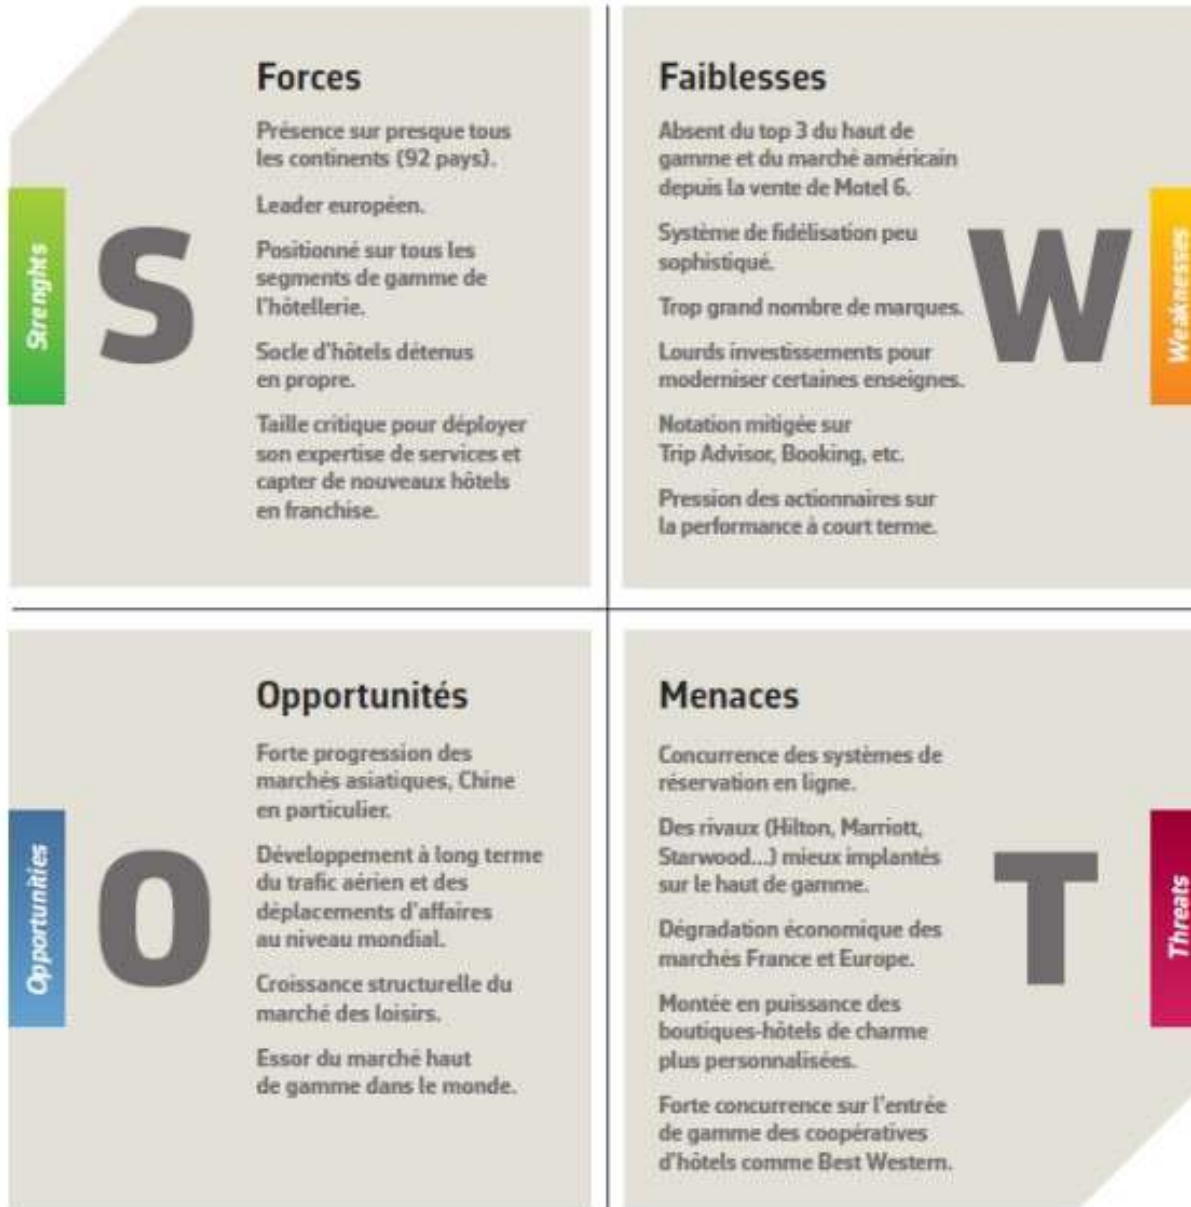 Forces
Présence sur presque tous
les continents (92 pays).
Leader européen.
Positionné sur tous les
segments de gamme de
l'hôtellerie.
Socle d'hôtels détenus
en propre.
Taille critique pour déployer
son expertise de services et
capter de nouveaux hôtels
en franchise.
Strenghts
S
Faiblesses
Absent du top 3 du haut de
gamme et du marché américain
depuis la vente de Motel 6.
Système de fidélisation peu
sophistiqué.
Trop grand nombre de marques.
Lourds investissements pour
moderniser certaines enseignes.
Notation mitigée sur
Trip Advisor, Booking, etc.
Pression des actionnaires sur
la performance à court terme.
W
Weaknesses
Opportunités
Forte progression des
marchés asiatiques, Chine
en particulier.
Développement à long terme
du trafic aérien et des
déplacements d'affaires
au niveau mondial.
Croissance structurelle du
marché des loisirs.
Essor du marché haut
de gamme dans le monde.
Opportunities
O
Menaces
Concurrence des systèmes de
réservation en ligne.
Des rivaux (Hilton, Marriott,
Starwood...) mieux implantés
sur le haut de gamme.
Dégradation économique des
marchés France et Europe.
Montée en puissance des
boutiques-hôtels de charme
plus personnalisées.
Forte concurrence sur l'entrée
de gamme des coopératives
d'hôtels comme Best Western.
T
Threats